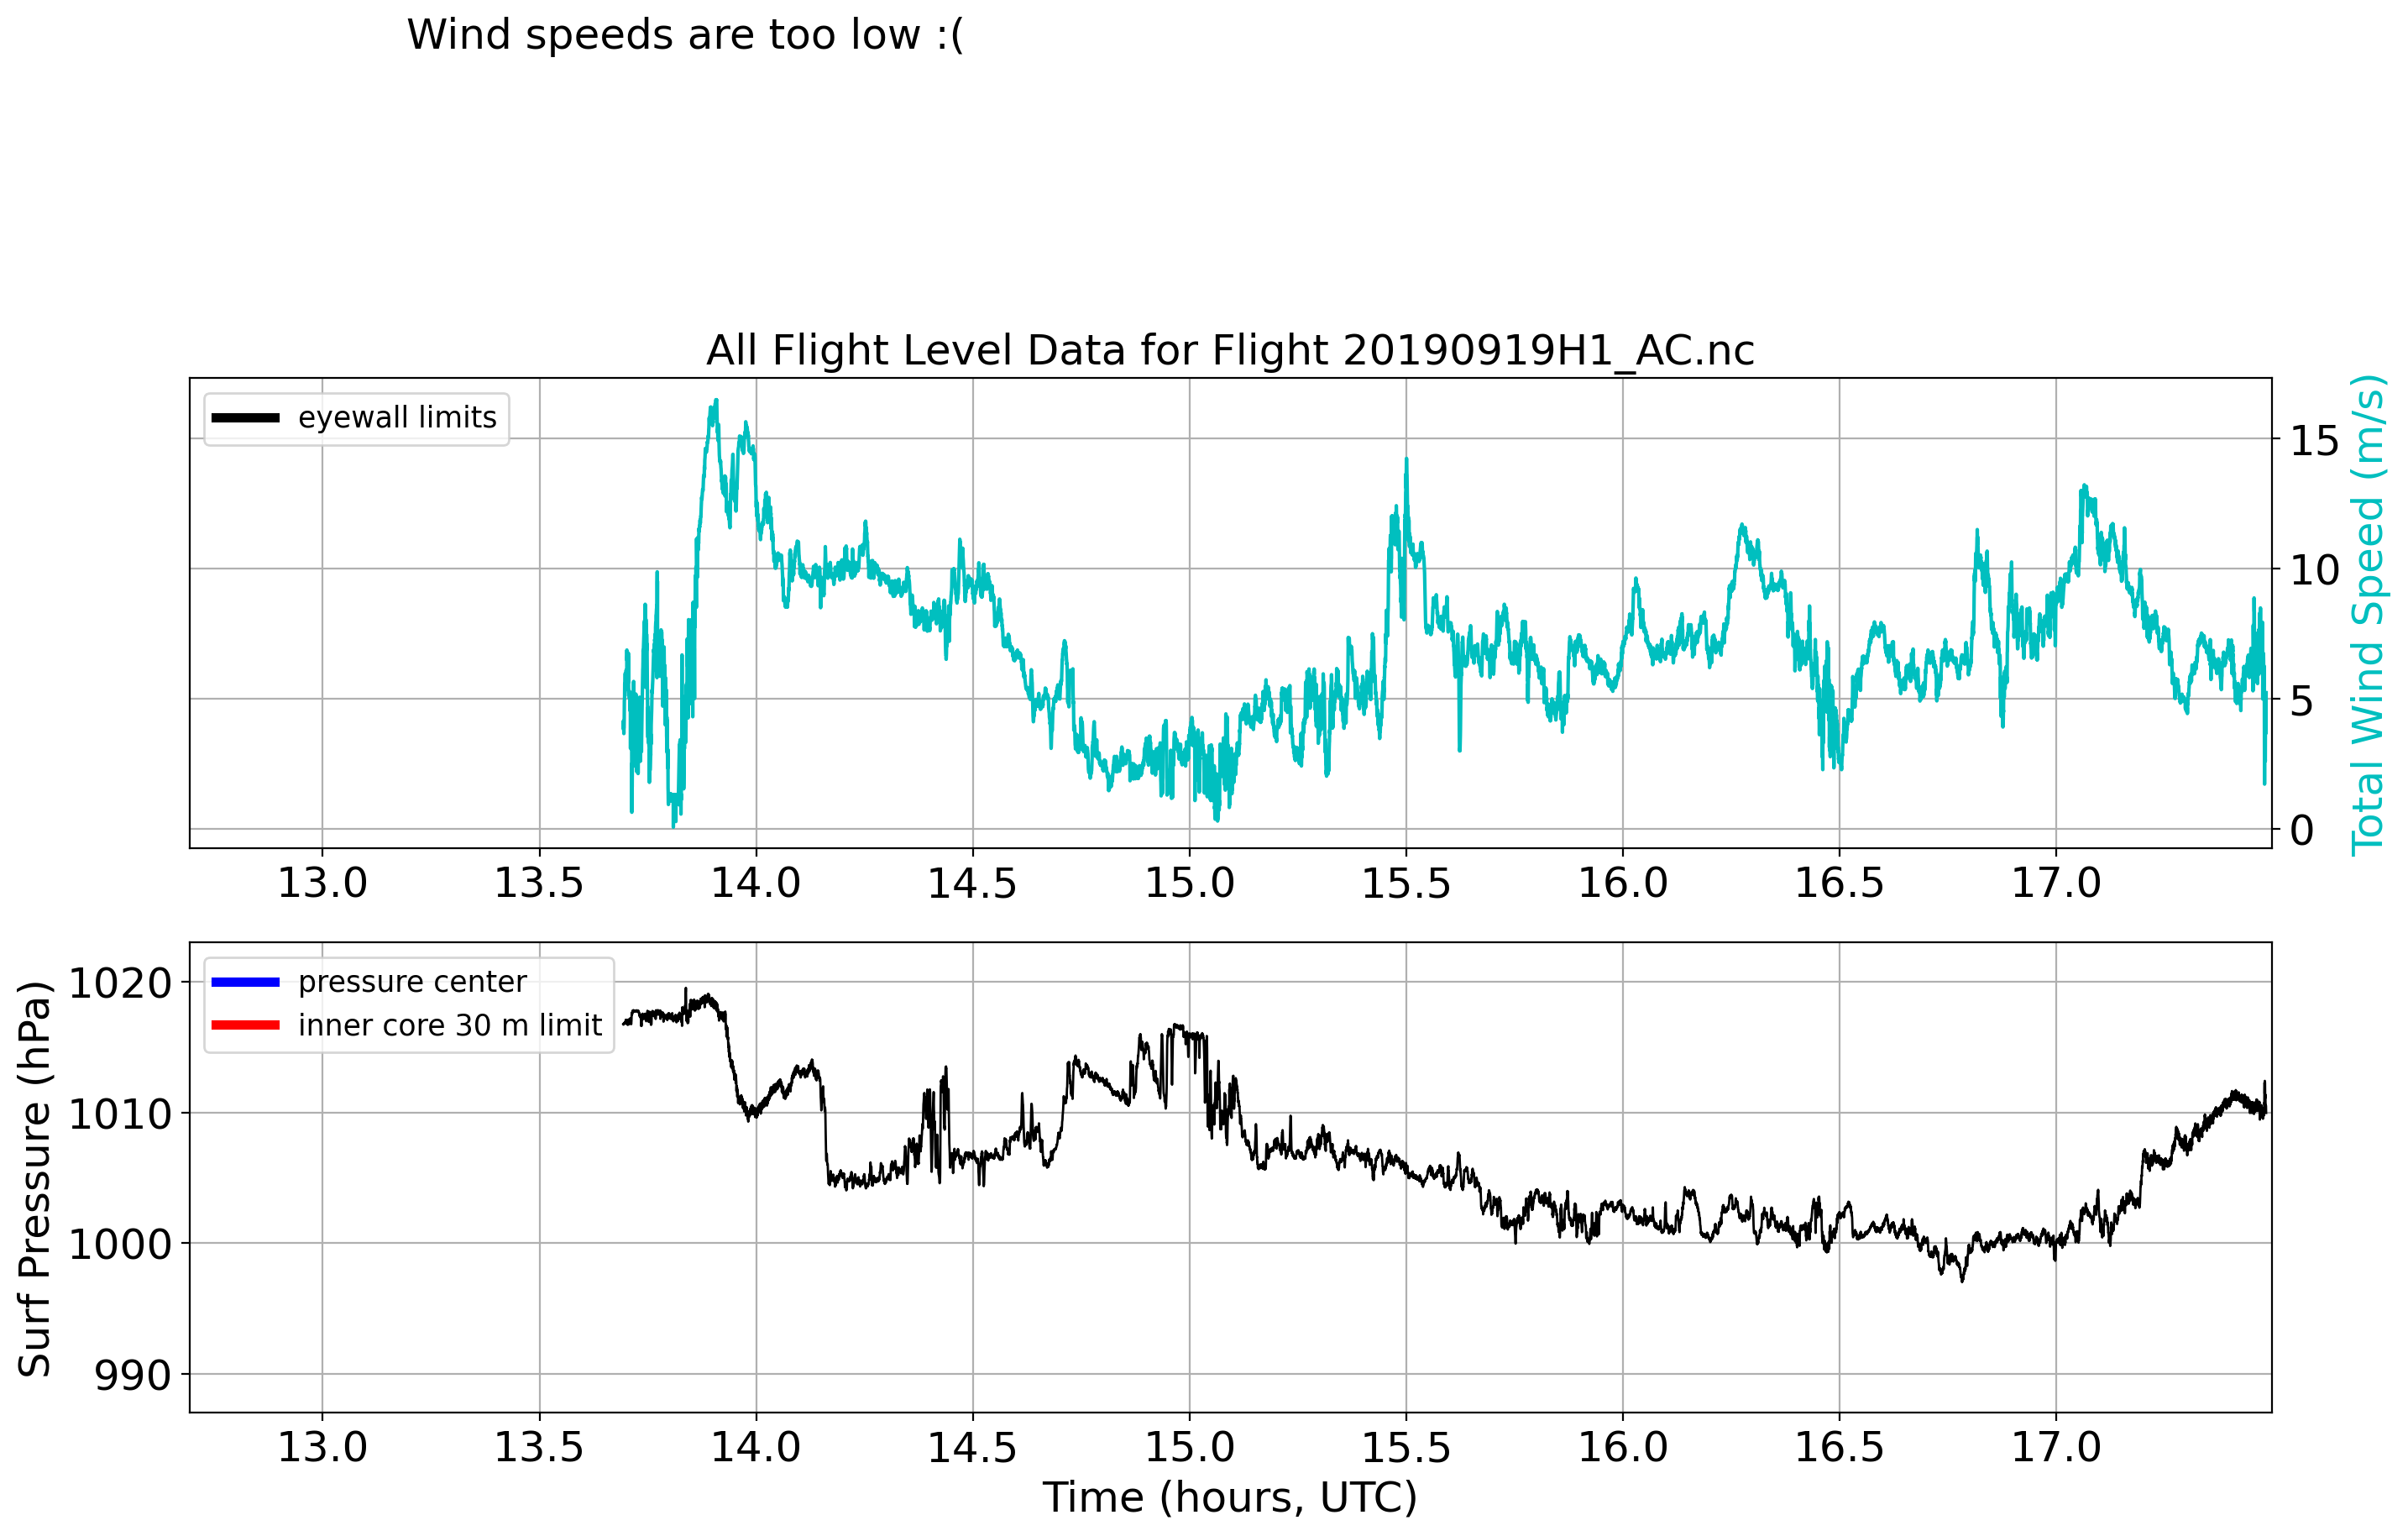 Wind speeds are too low :(
All Flight Level Data for Flight 20190919H1_AC.nc
eyewall limits
15
10
5
0
Total Wind Speed (m/s)
13.0 13.5 14.0 14.5 15.0 15.5 16.0 16.5 17.0
pressure center
inner core 30 m limit
Surf Pressure (hPa)
1020
1010
1000
990
13.0 13.5 14.0 14.5 15.0 15.5 16.0 16.5 17.0
Time (hours, UTC)